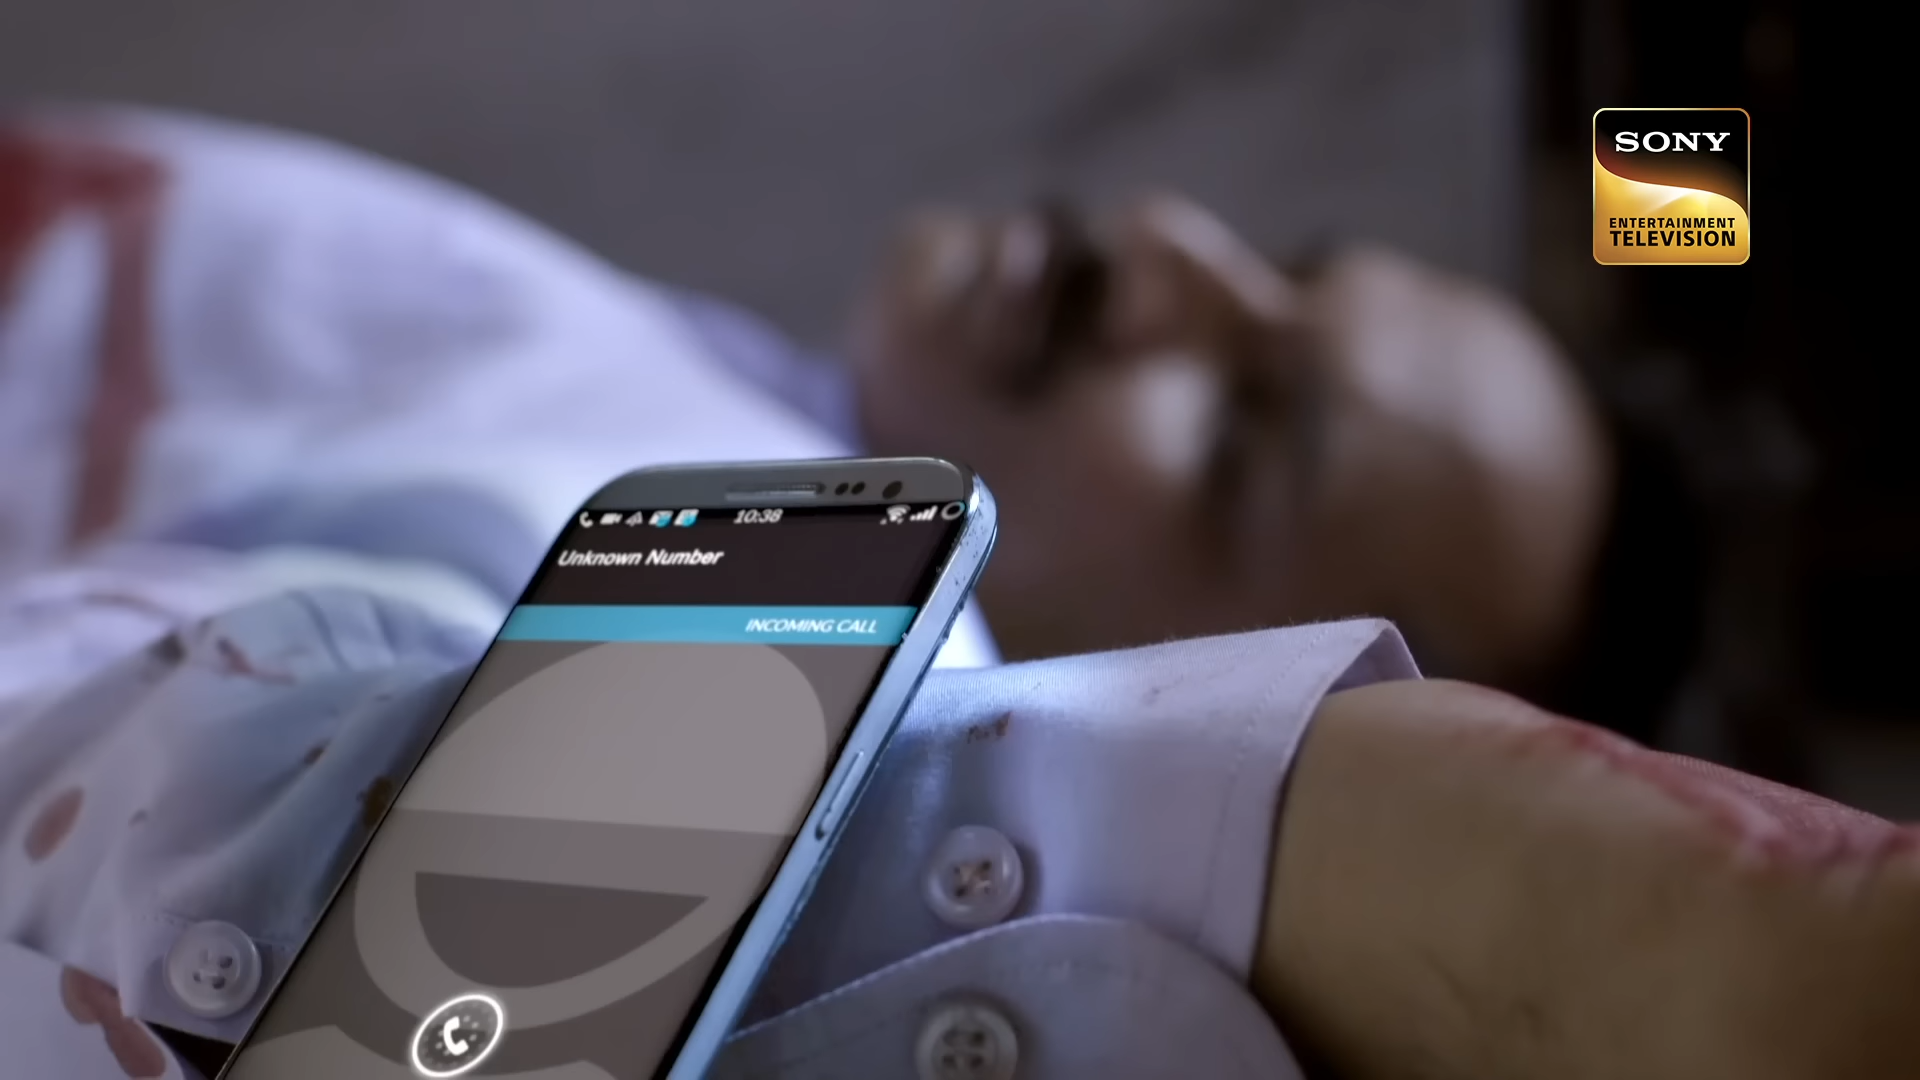 SONY
ENTERTAINMENT
TELEVISION
10:38
Unknown Number
INCOMING CALL